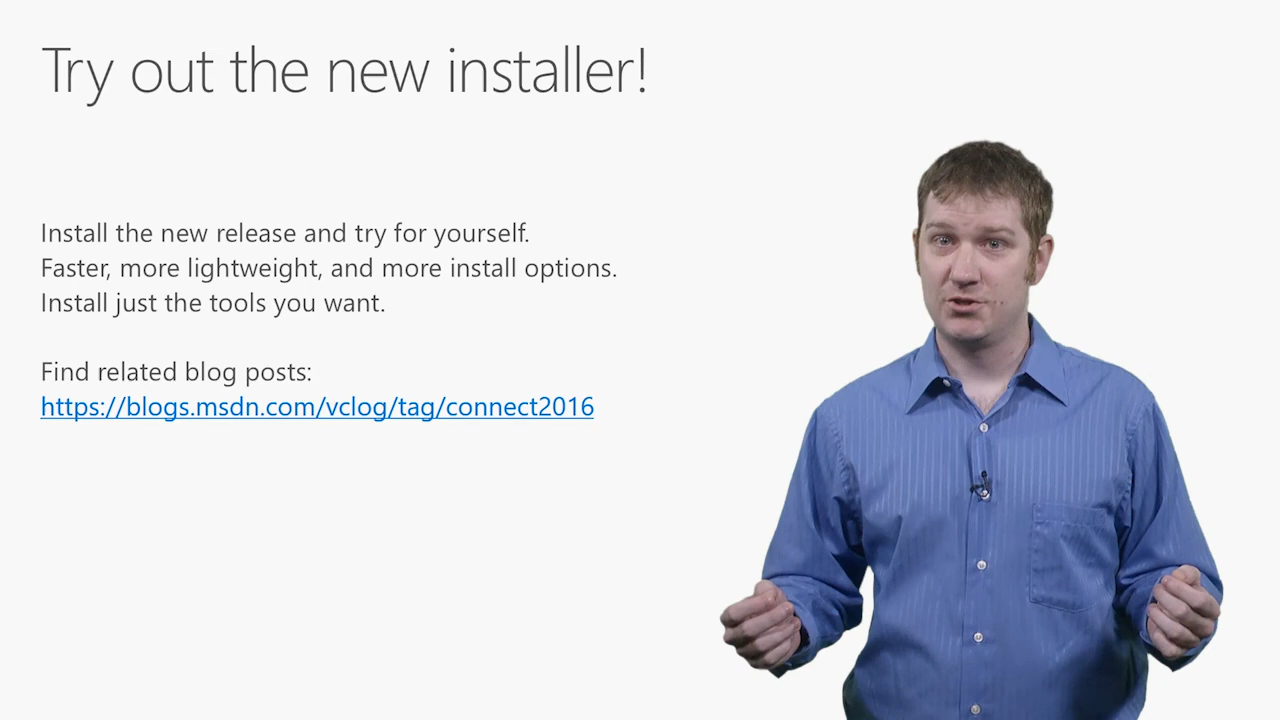 Try out the new installer!
Install the new release and try for yourself.
Faster, more lightweight, and more install options.
Install just the tools you want.
Find related blog posts:
https://blogs.msdn.com/vclog/tag/connect2016